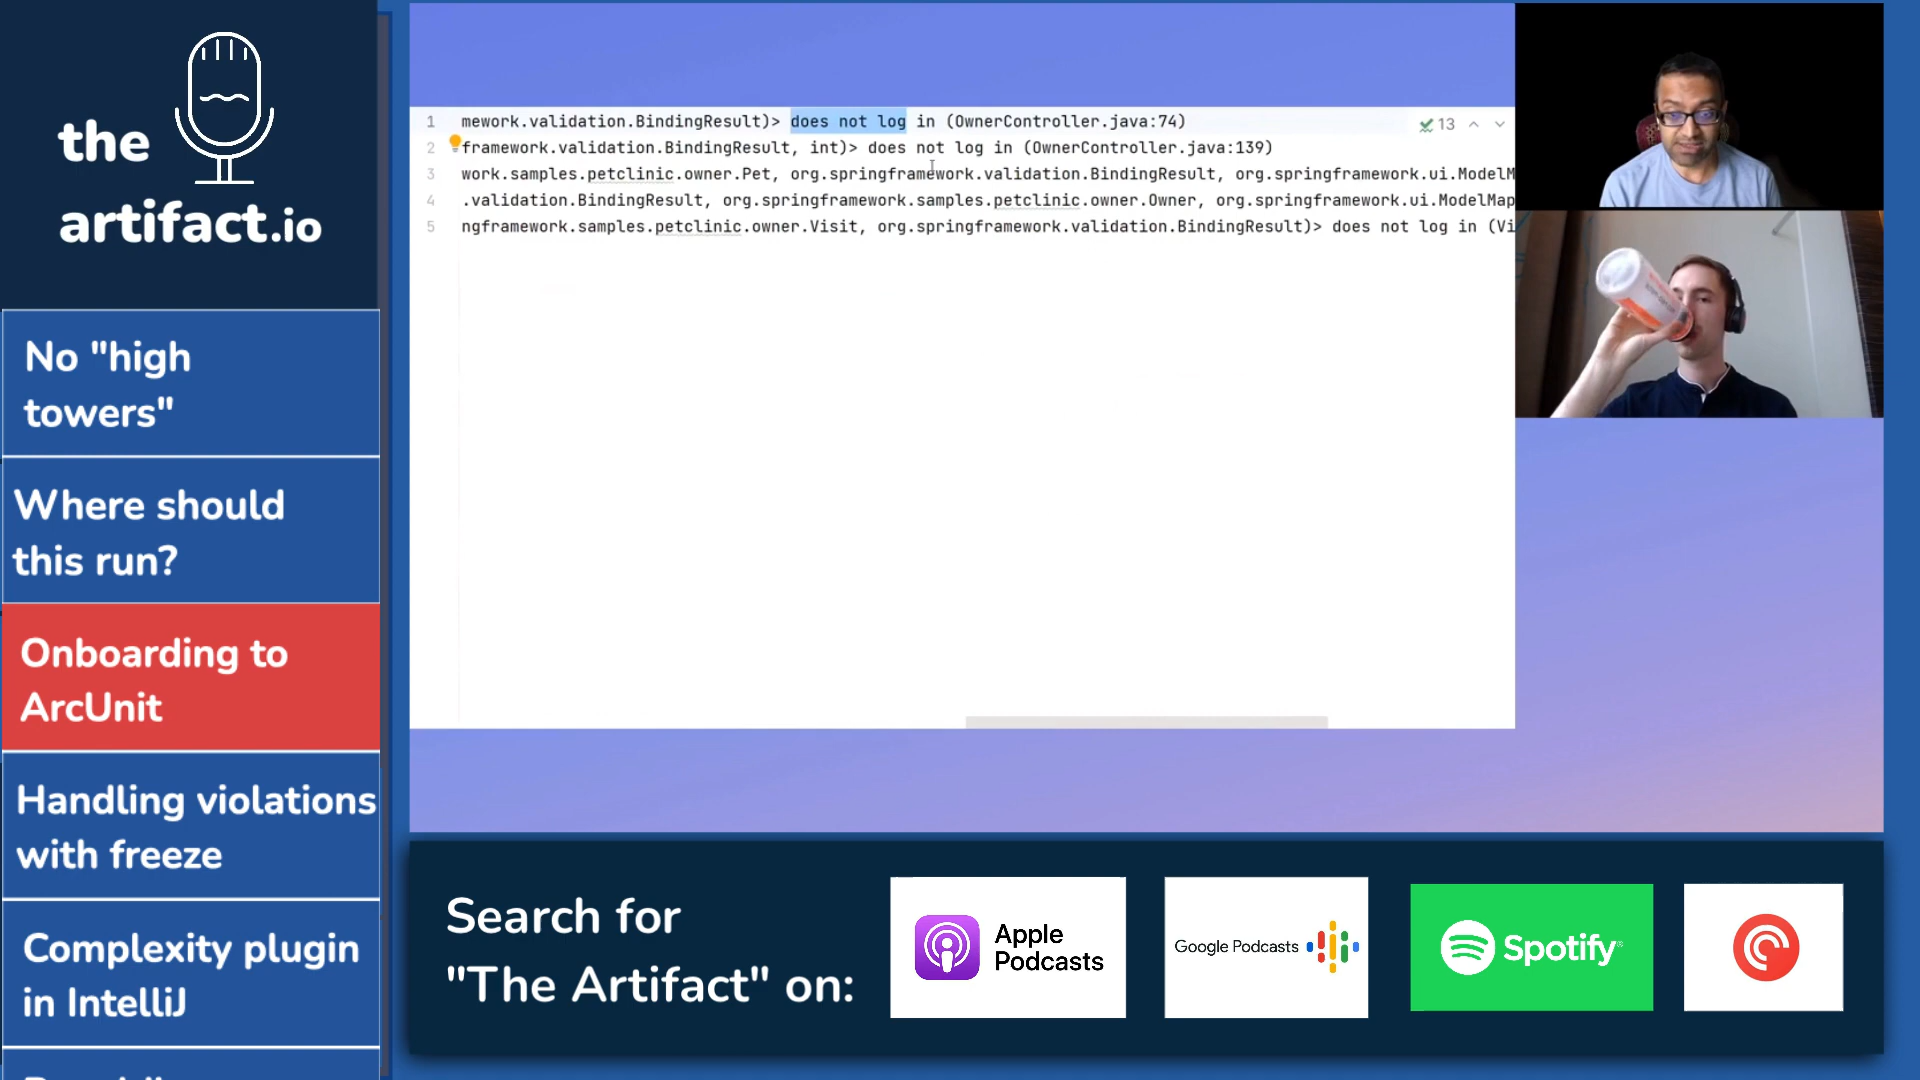 the
artifact.io
No "high
towers"
Where should
this run?
Onboarding to
ArcUnit
Handling violations
with freeze
Complexity plugin
in IntelliJ
1 mework.validation.BindingResult)> does not log in (OwnerController.java:74)
13
2 framework.validation.BindingResult, int)> does not log in (OwnerController.java:139)
3 work.samples.petclinic.owner.Pet, org.springframework.validation.BindingResult, org.springframework.ui.ModelM
4 .validation.BindingResult, org.springframework.samples.petclinic.owner.Owner, org.springframework.ui.ModelMap
5 ngframework.samples.petclinic.owner.Visit, org.springframework.validation.BindingResult)> does not log in (Vi
Search for
"The Artifact" on:
Apple
Podcasts
Google Podcasts
Spotify